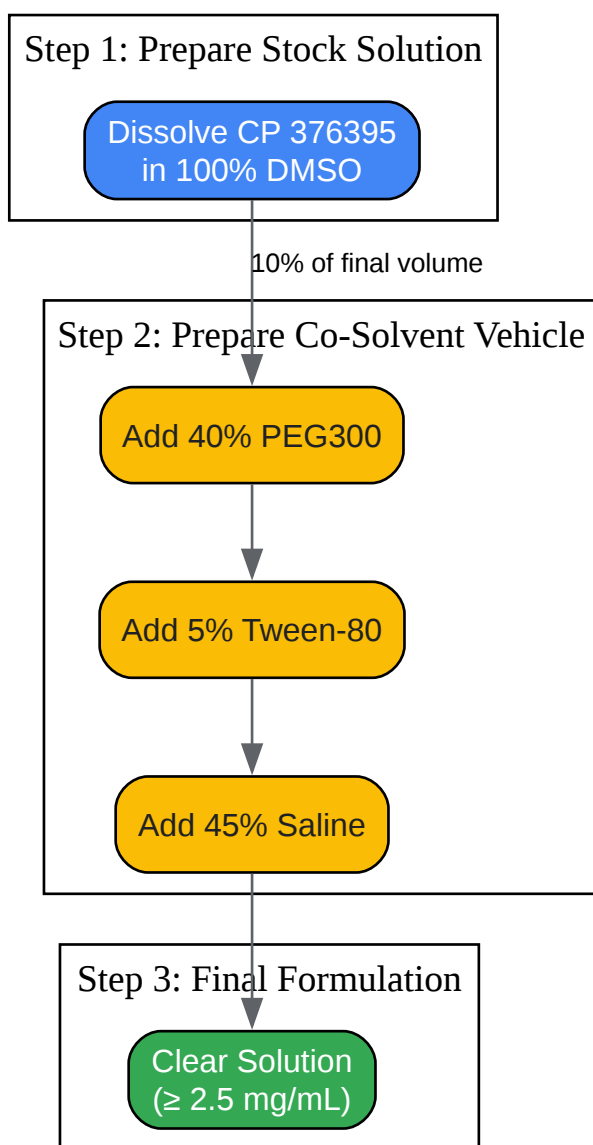 Step 1: Prepare Stock Solution
Dissolve CP 376395
in 100% DMSO
10% of final volume
Step 2: Prepare Co-Solvent Vehicle
Add 40% PEG300
Add 5% Tween-80
Add 45% Saline
Step 3: Final Formulation
Clear Solution
(≥ 2.5 mg/mL)